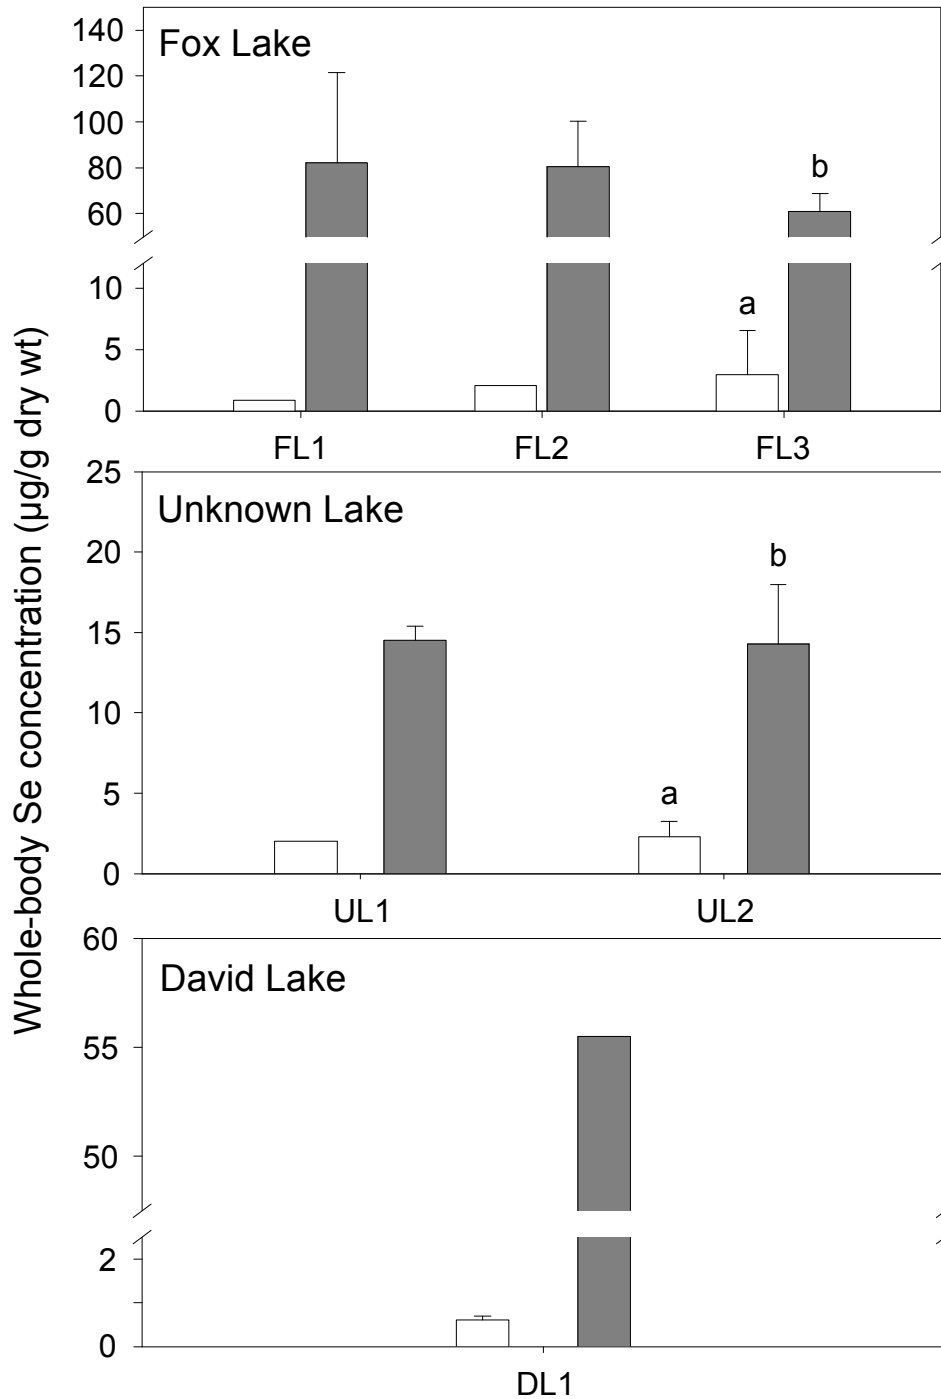 Whole-body Se concentration (µg/g dry wt)
Fox Lake
140
120
100
80
60
10
5
0
b
a
FL1 FL2 FL3
Unknown Lake
25
20
15
10
5
0
b
a
UL1 UL2
David Lake
60
55
50
2
0
DL1